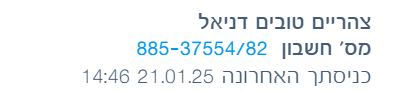 צהריים טובים דניאל
מס' חשבון 885-37554/82
כניסתך האחרונה 21.01.25 14:46